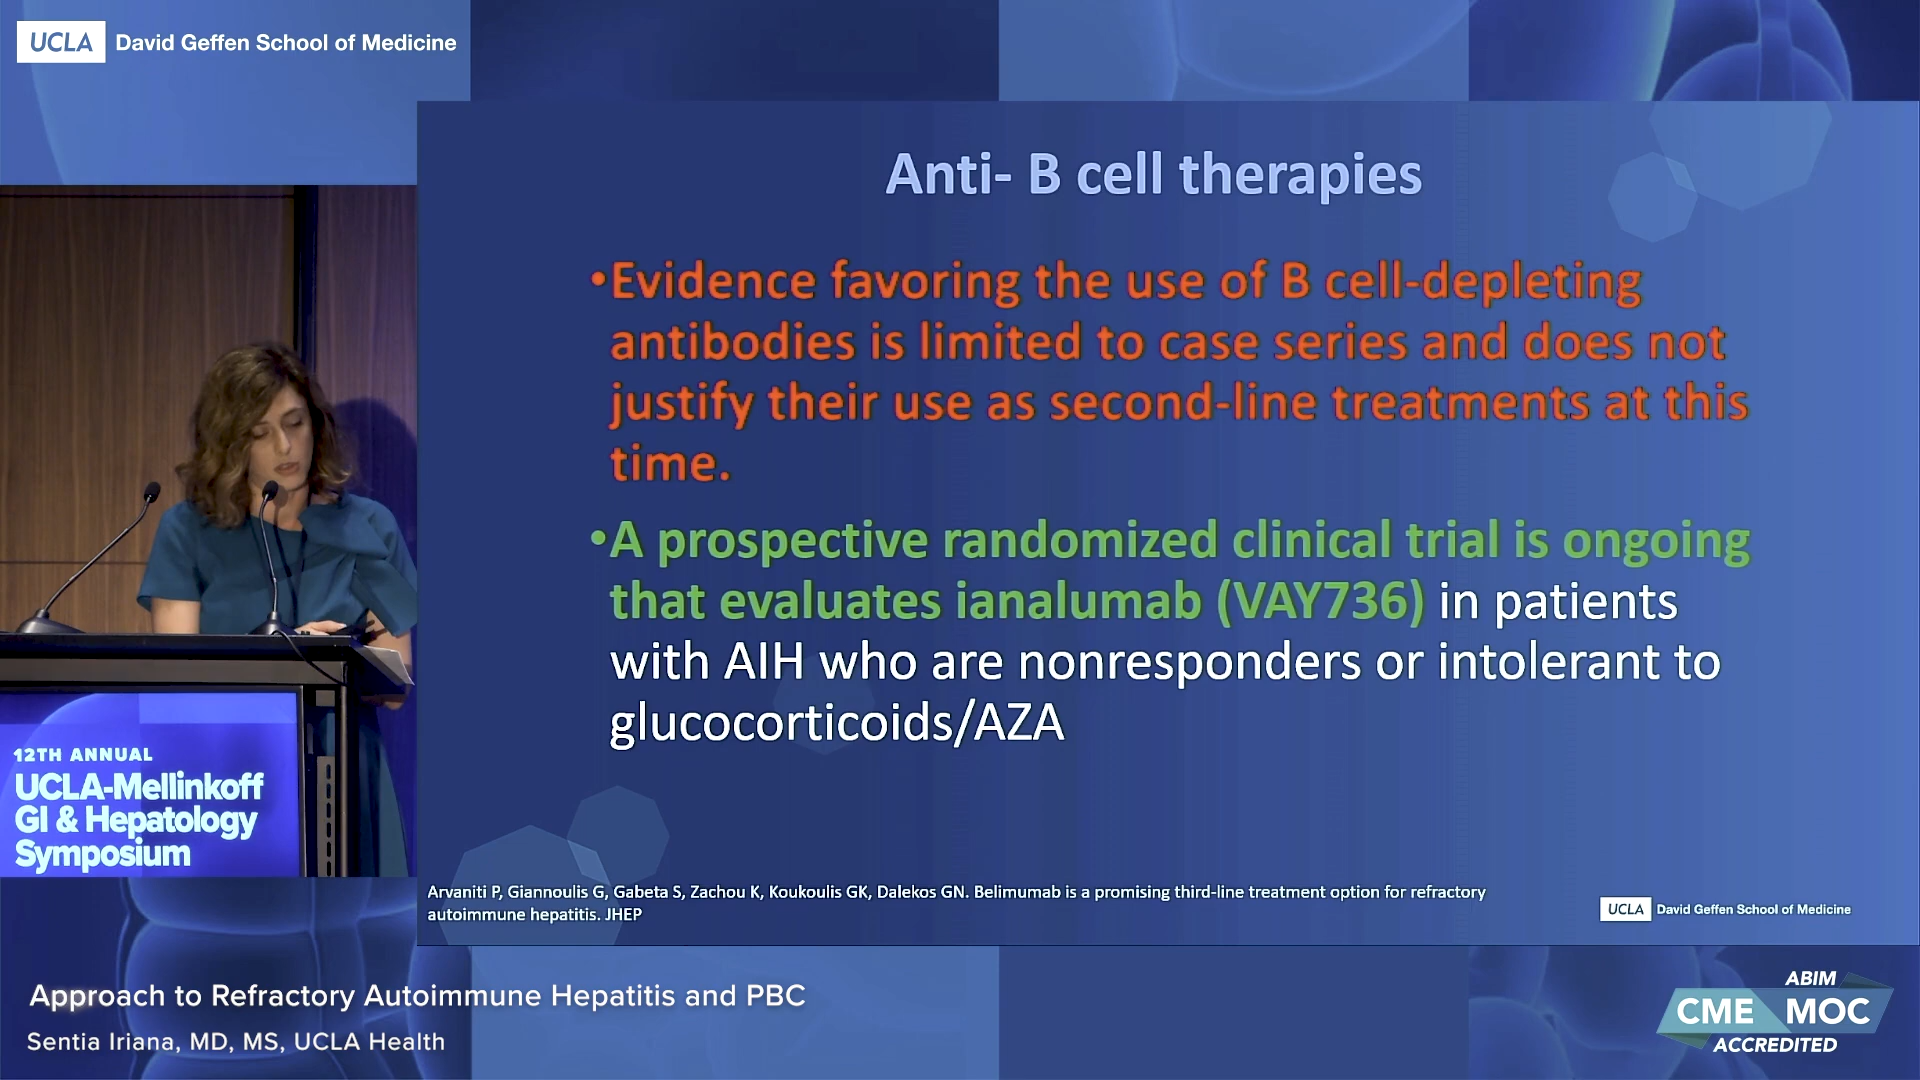 UCLA David Geffen School of Medicine
Anti- B cell therapies
•Evidence favoring the use of B cell-depleting
antibodies is limited to case series and does not
justify their use as second-line treatments at this
time.
•A prospective randomized clinical trial is ongoing
that evaluates ianalumab (VAY736) in patients
with AIH who are nonresponders or intolerant to
glucocorticoids/AZA
Arvaniti P, Giannoulis G, Gabeta S, Zachou K, Koukoulis GK, Dalekos GN. Belimumab is a promising third-line treatment option for refractory
autoimmune hepatitis. JHEP
UCLA David Geffen School of Medicine
12TH ANNUAL
UCLA-Mellinkoff
GI & Hepatology
Symposium
Approach to Refractory Autoimmune Hepatitis and PBC
Sentia Iriana, MD, MS, UCLA Health
ABIM
CME MOC
ACCREDITED